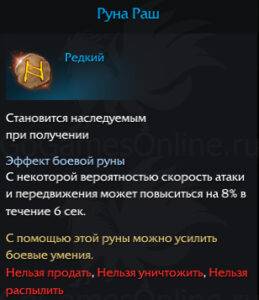 Руна Раш
Редкий
Становится наследуемым
при получении
Эффект боевой руны
С некоторой вероятностью скорость атаки
и передвижения может повыситься на 8% в
течение 6 сек.
С помощью этой руны можно усилить
боевые умения.
Нельзя продать, Нельзя уничтожить, Нельзя
распылить